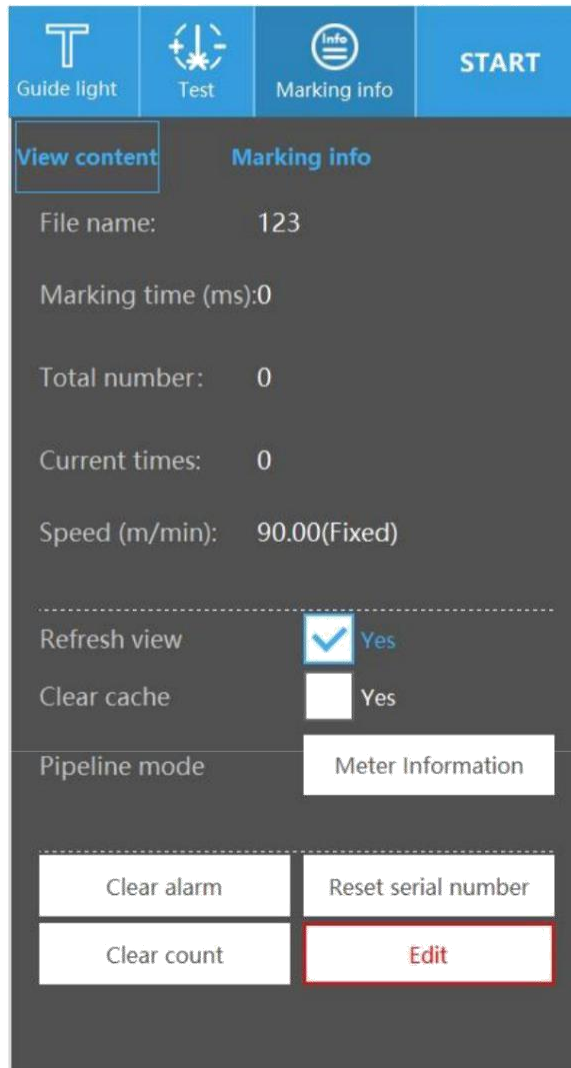 T
Guide light
Test
Info
Marking info
START
View content
Marking info
File name: 123
Marking time (ms):0
Total number: 0
Current times: 0
Speed (m/min): 90.00(Fixed)
Refresh view Yes
Clear cache Yes
Pipeline mode Meter Information
Clear alarm Reset serial number
Clear count Edit